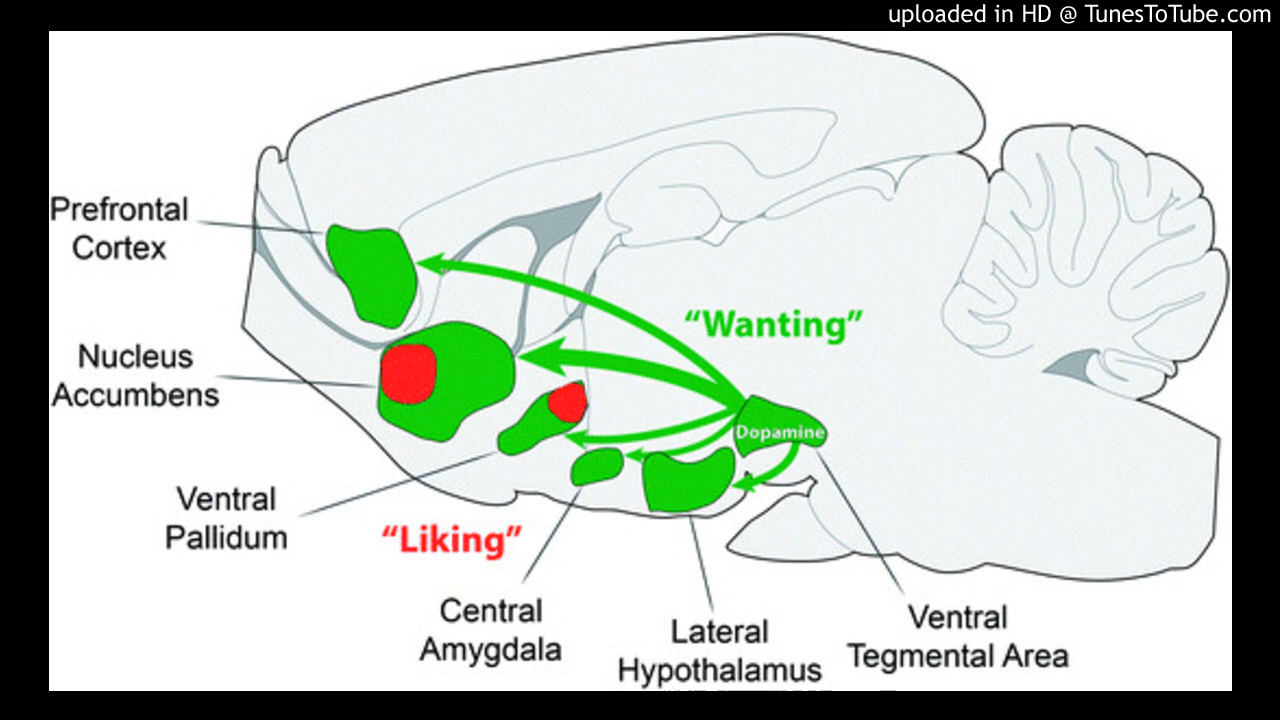 uploaded in HD @ TunesToTube.com
Prefrontal
Cortex
"Wanting"
Nucleus
Accumbens
Dopamine
Ventral
Pallidum
"Liking"
Central
Amygdala
Lateral
Hypothalamus
Ventral
Tegmental Area